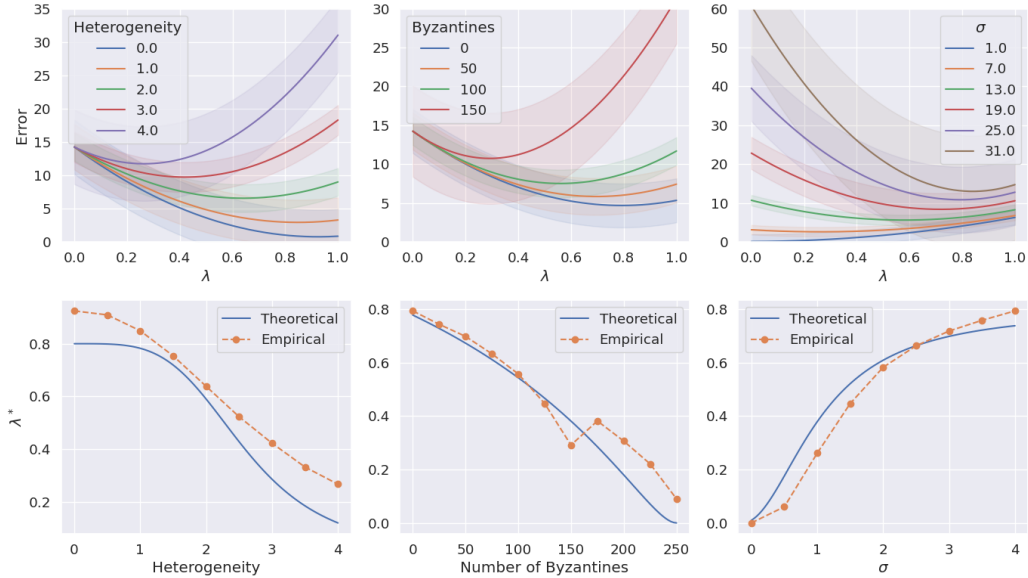 35
30
25
20
15
10
5
0
Error
Heterogeneity
0.0
1.0
2.0
3.0
4.0
0.0 0.2 0.4 0.6 0.8 1.0
λ
30
25
20
15
10
5
0
Byzantines
0
50
100
150
0.0 0.2 0.4 0.6 0.8 1.0
λ
60
50
40
30
20
10
0
σ
1.0
7.0
13.0
19.0
25.0
31.0
0.0 0.2 0.4 0.6 0.8 1.0
λ
0.8
0.6
0.4
0.2
λ*
Theoretical
Empirical
0 1 2 3 4
Heterogeneity
0.8
0.6
0.4
0.2
0.0
Theoretical
Empirical
0 50 100 150 200 250
Number of Byzantines
0.8
0.6
0.4
0.2
0.0
Theoretical
Empirical
0 1 2 3 4
σ